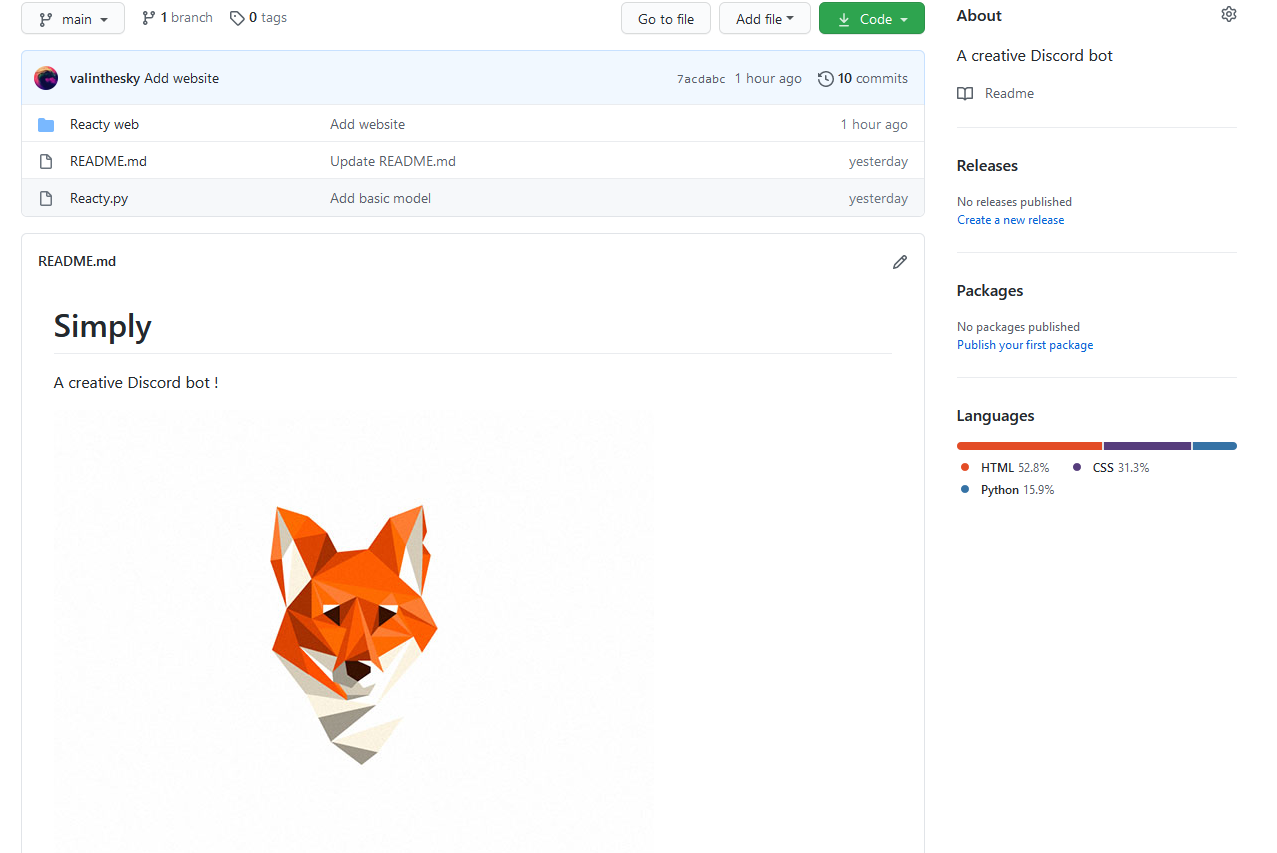 main 1 branch 0 tags Go to file Add file Code
valinthesky Add website 7acdabc 1 hour ago 10 commits
Reacty web Add website 1 hour ago
README.md Update README.md yesterday
Reacty.py Add basic model yesterday
README.md
Simply
A creative Discord bot !
About
A creative Discord bot
Readme
Releases
No releases published
Create a new release
Packages
No packages published
Publish your first package
Languages
HTML 52.8% CSS 31.3%
Python 15.9%